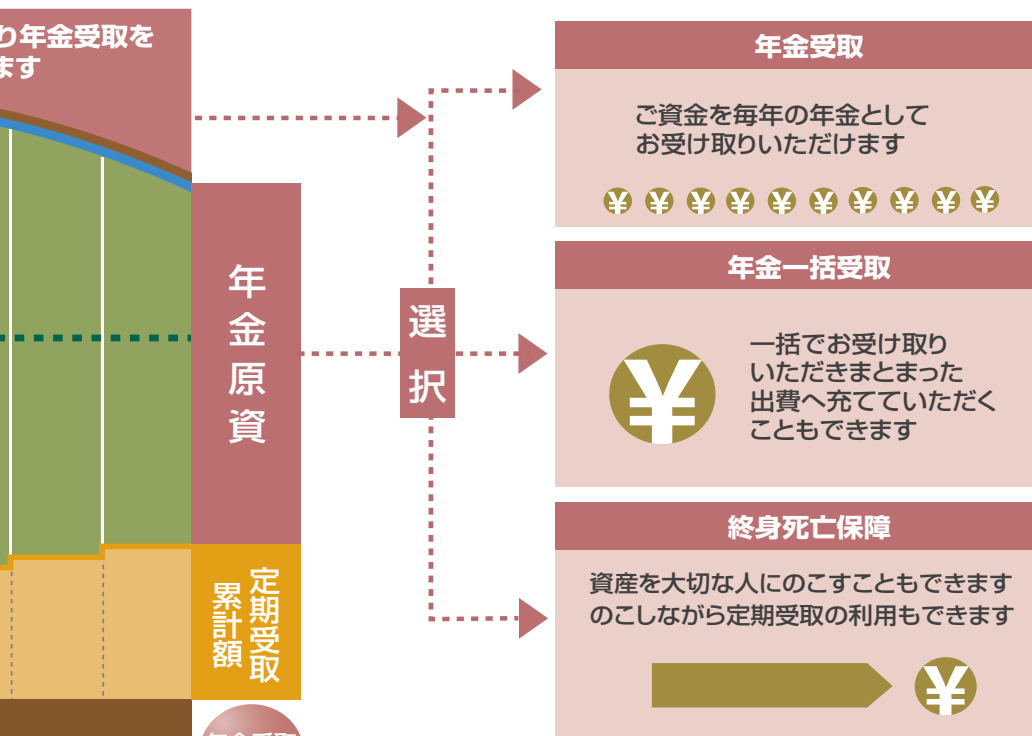 り年金受取を
ます
年金原資
定期受取
累計額
年金受取
選択
年金受取
ご資金を毎年の年金として
お受け取りいただけます
¥ ¥ ¥ ¥ ¥ ¥ ¥ ¥ ¥ ¥
年金一括受取
¥
一括でお受け取り
いただきまとまった
出費へ充てていただく
こともできます
終身死亡保障
資産を大切な人にのこすこともできます
のこしながら定期受取の利用もできます
¥